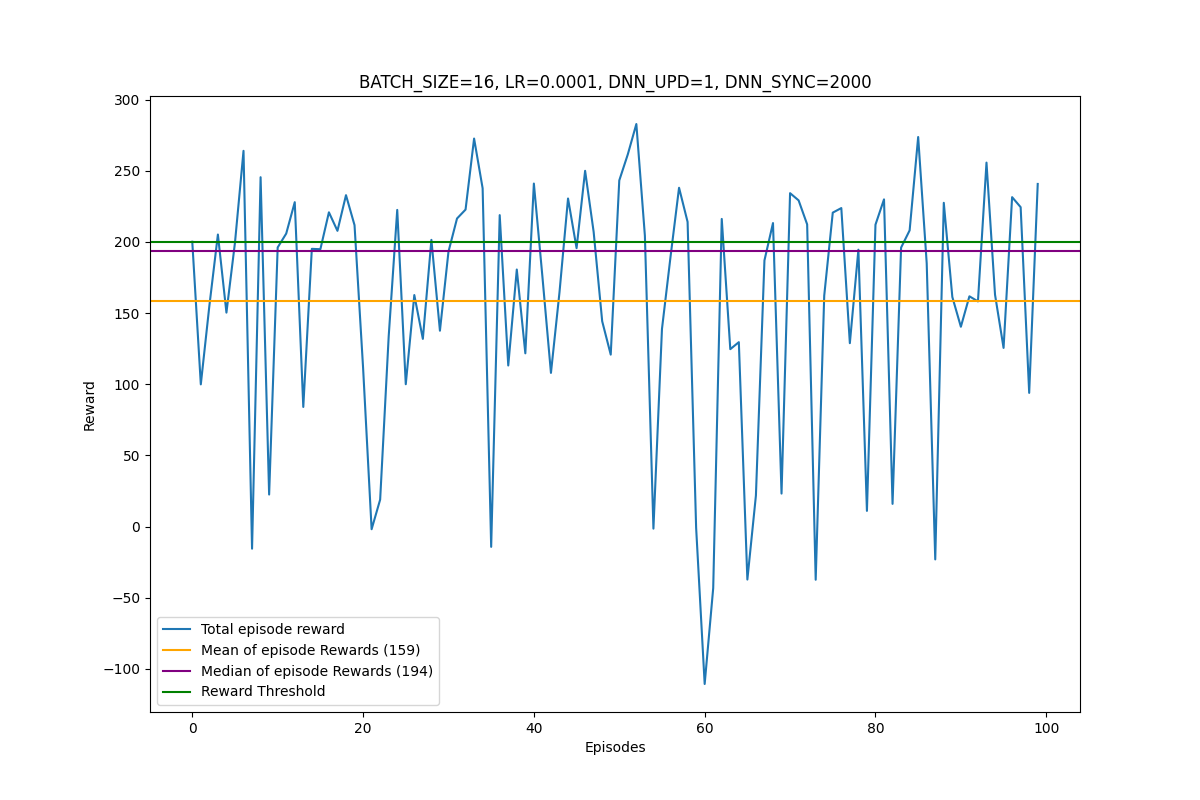 BATCH_SIZE=16, LR=0.0001, DNN_UPD=1, DNN_SYNC=2000
300
250
200
150
100
50
0
−50
−100
Reward
Total episode reward
Mean of episode Rewards (159)
Median of episode Rewards (194)
Reward Threshold
0 20 40 60 80 100
Episodes